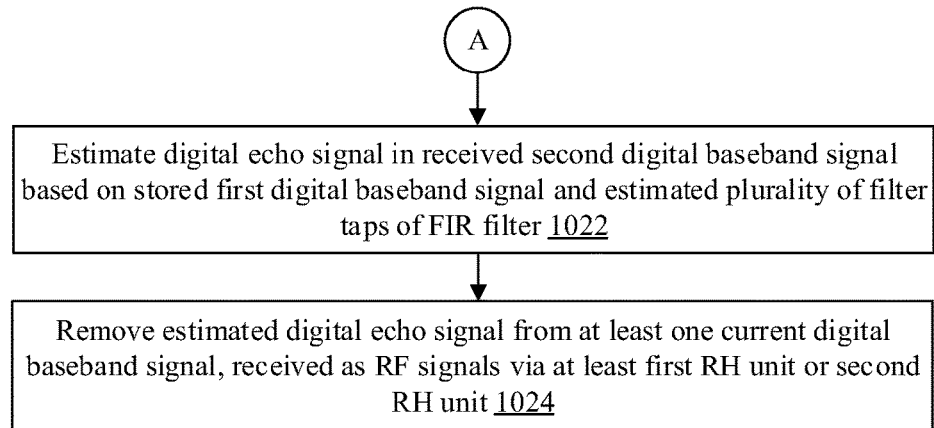 A
Estimate digital echo signal in received second digital baseband signal
based on stored first digital baseband signal and estimated plurality of filter
taps of FIR filter 1022
Remove estimated digital echo signal from at least one current digital
baseband signal, received as RF signals via at least first RH unit or second
RH unit 1024